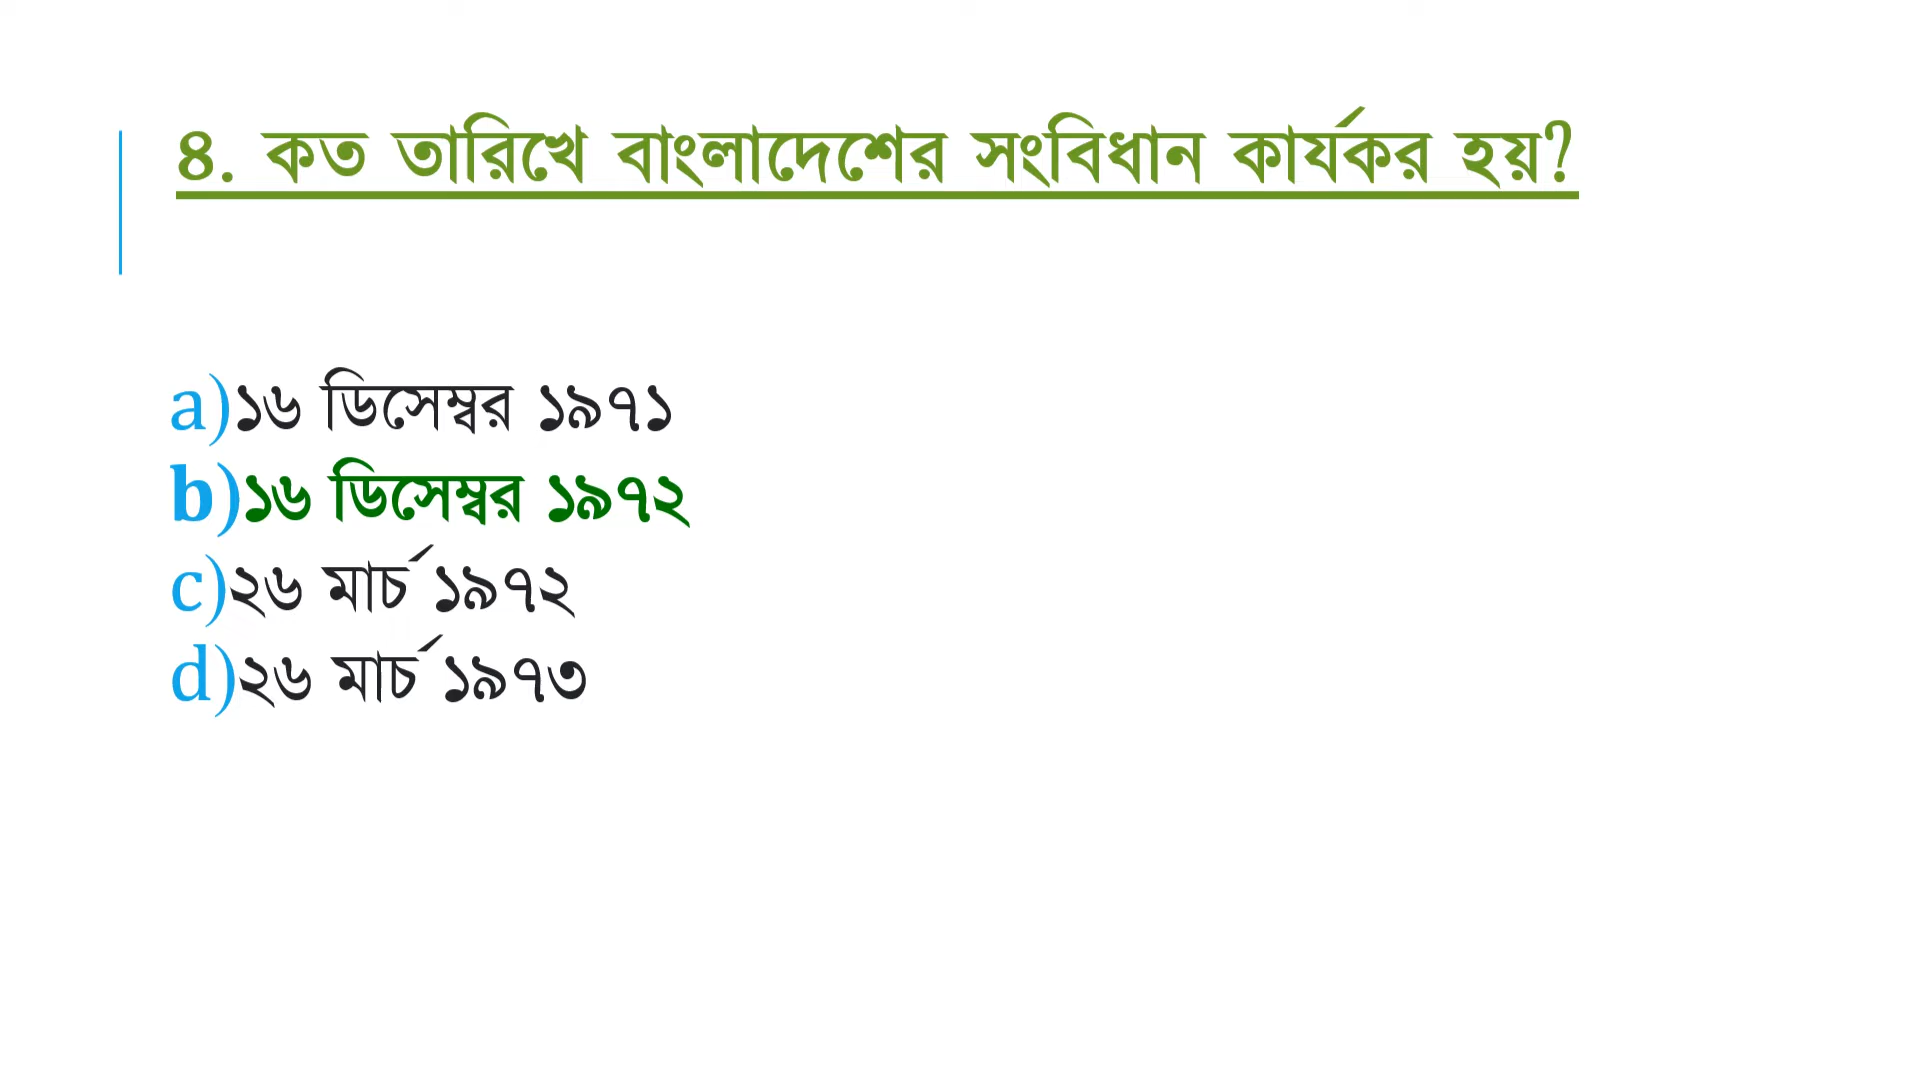 ৪. কত তারিখে বাংলাদেশের সংবিধান কার্যকর হয়?
a)১৬ ডিসেম্বর ১৯৭১
b)১৬ ডিসেম্বর ১৯৭২
c)২৬ মার্চ ১৯৭২
d)২৬ মার্চ ১৯৭৩